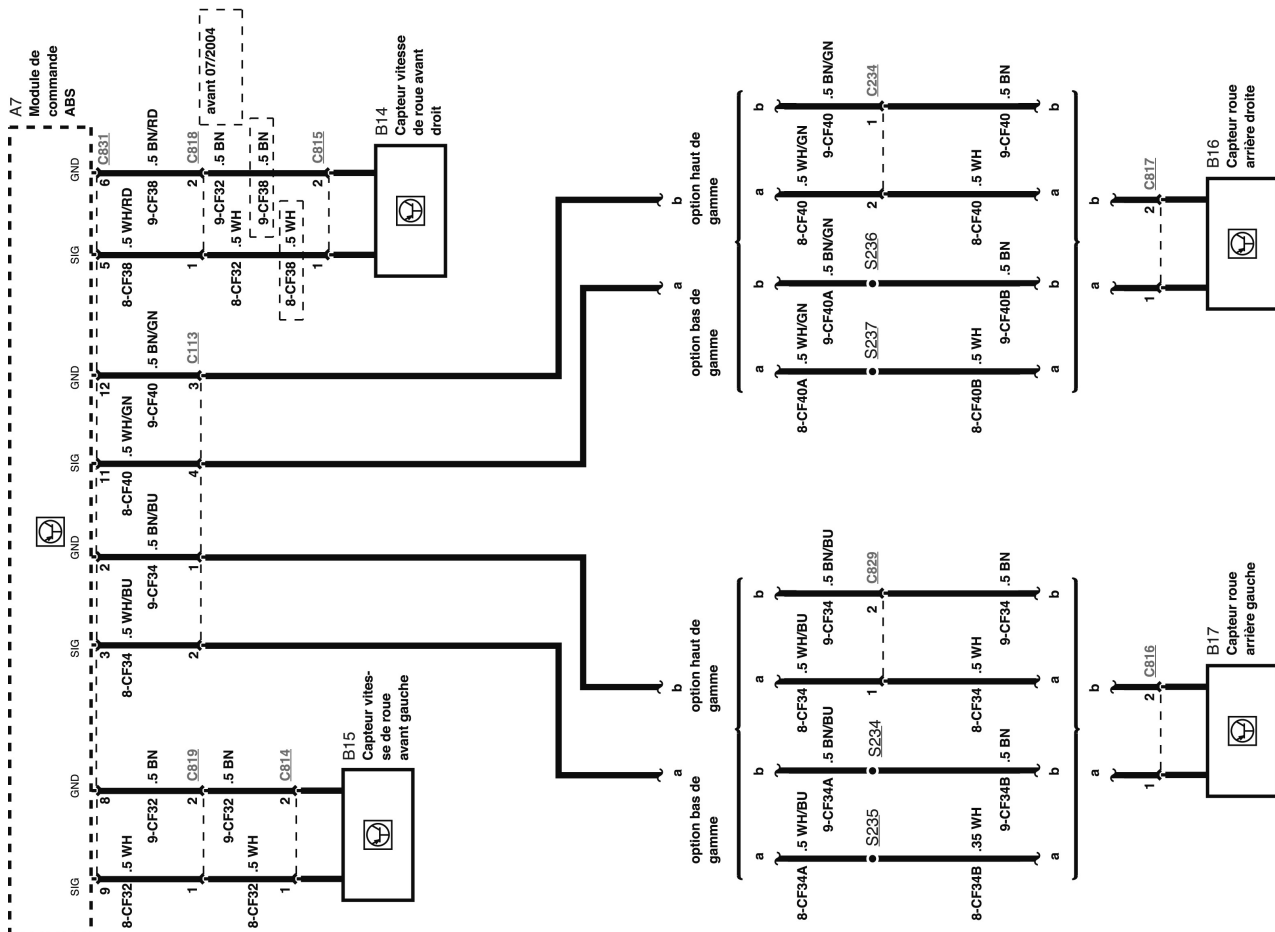 A7
Module de
commande
ABS
SIG
GND
SIG
GND
SIG
GND
SIG
GND
9
8
3
2
11
12
5
6
C831
8-CF32
.5 WH
9-CF32
.5 BN
8-CF34
.5 WH/BU
9-CF34
.5 BN/BU
8-CF40
.5 WH/GN
9-CF40
.5 BN/GN
8-CF38
.5 WH/RD
9-CF38
.5 BN/RD
1
2
C819
2
1
4
3
C113
1
2
C818
avant 07/2004
8-CF32
.5 WH
9-CF32
.5 BN
8-CF32
.5 WH
9-CF32
.5 BN
8-CF38
.5 WH
9-CF38
.5 BN
1
2
C814
1
2
C815
B15
Capteur vites-
se de roue
avant gauche
B14
Capteur vitesse
de roue avant
droit
option bas de
gamme
a
b
option haut de
gamme
option bas de
gamme
a
b
option haut de
gamme
a
b
a
b
8-CF34A
.5 WH/BU
9-CF34A
.5 BN/BU
8-CF34
.5 WH/BU
9-CF34
.5 BN/BU
S235
S234
1
2
C829
8-CF34B
.35 WH
9-CF34B
.5 BN
8-CF34
.5 WH
9-CF34
.5 BN
a
b
a
b
a
b
a
b
8-CF40A
.5 WH/GN
9-CF40A
.5 BN/GN
8-CF40
.5 WH/GN
9-CF40
.5 BN/GN
S237
S236
2
1
C234
8-CF40B
.5 WH
9-CF40B
.5 BN
8-CF40
.5 WH
9-CF40
.5 BN
a
b
a
b
a
b
1
2
C816
B17
Capteur roue
arrière gauche
a
b
1
2
C817
B16
Capteur roue
arrière droite